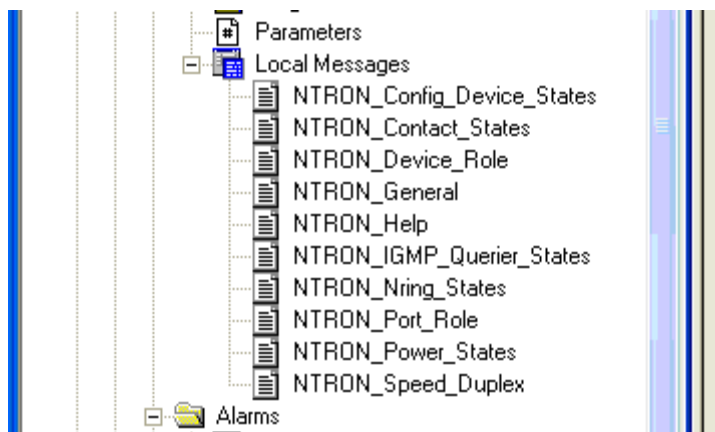 Parameters
Local Messages
NTRON_Config_Device_States
NTRON_Contact_States
NTRON_Device_Role
NTRON_General
NTRON_Help
NTRON_IGMP_Querier_States
NTRON_Nring_States
NTRON_Port_Role
NTRON_Power_States
NTRON_Speed_Duplex
Alarms